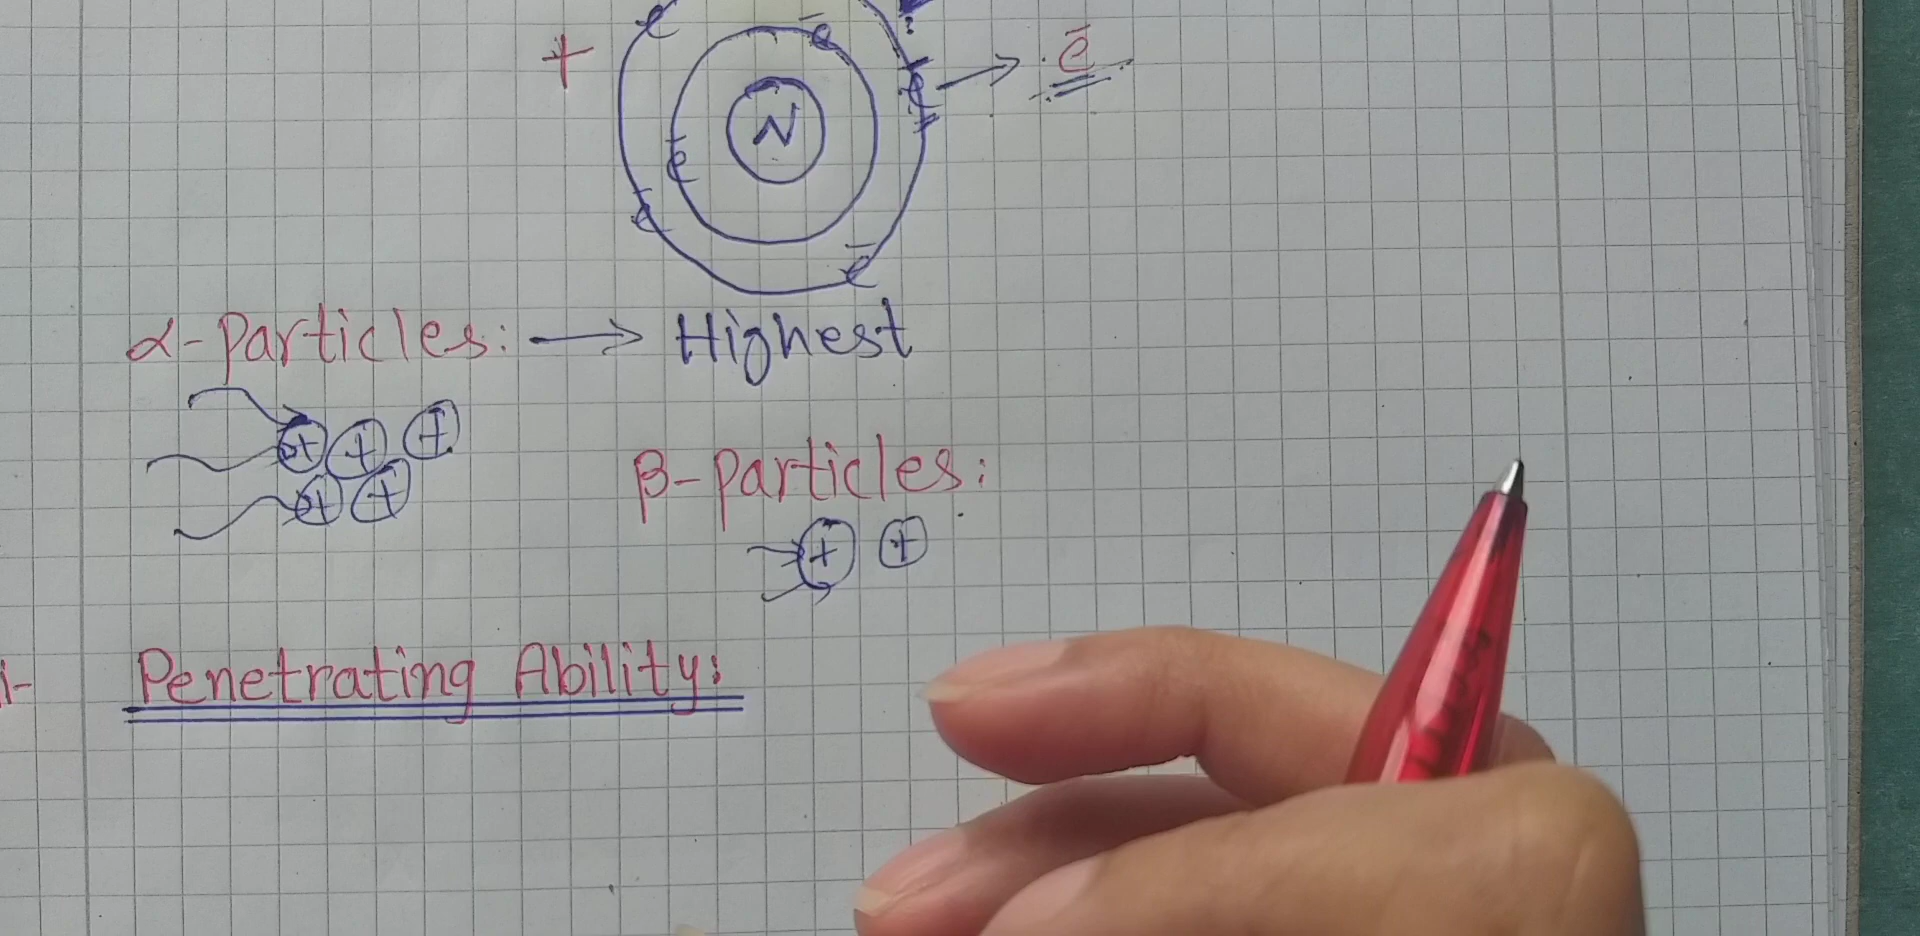 e
ē
+
e
ē
N
ē
ē
ē
α-particles: → Highest
+ + +
+ +
β-particles:
+ +
Penetrating Ability: